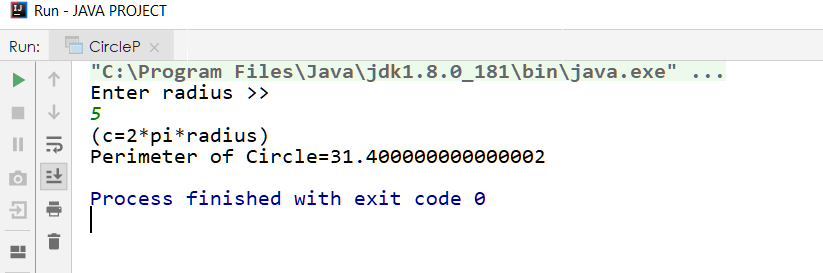 Run - JAVA PROJECT
Run: CircleP
"C:\Program Files\Java\jdk1.8.0_181\bin\java.exe" ...
Enter radius >>
5
(c=2*pi*radius)
Perimeter of Circle=31.400000000000002
Process finished with exit code 0